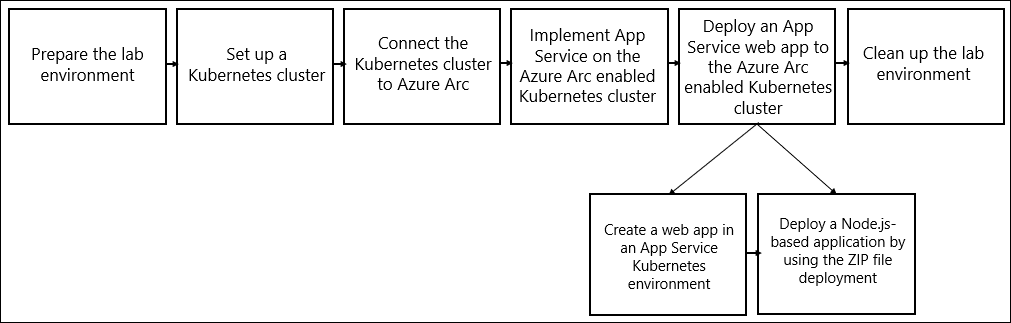 Prepare the lab
environment
Set up a
Kubernetes cluster
Connect the
Kubernetes cluster
to Azure Arc
Implement App
Service on the
Azure Arc enabled
Kubernetes cluster
Deploy an App
Service web app to
the Azure Arc
enabled Kubernetes
cluster
Clean up the lab
environment
Create a web app in
an App Service
Kubernetes
environment
Deploy a Node.js-
based application by
using the ZIP file
deployment